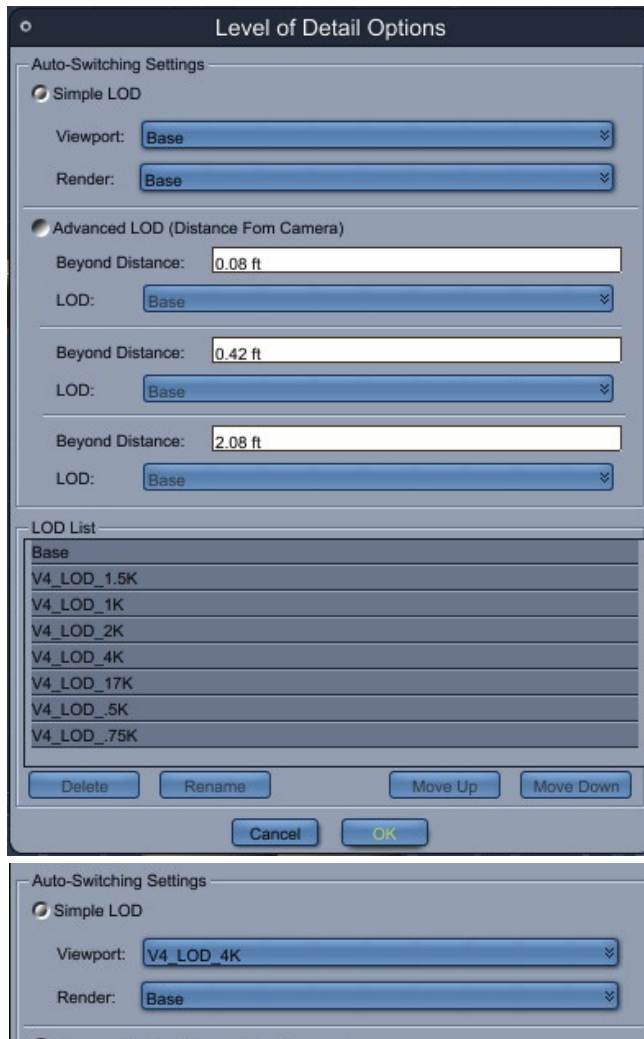 Level of Detail Options
Auto-Switching Settings
Simple LOD
Viewport: Base
Render: Base
Advanced LOD (Distance Fom Camera)
Beyond Distance: 0.08 ft
LOD: Base
Beyond Distance: 0.42 ft
LOD: Base
Beyond Distance: 2.08 ft
LOD: Base
LOD List
Base
V4_LOD_1.5K
V4_LOD_1K
V4_LOD_2K
V4_LOD_4K
V4_LOD_17K
V4_LOD_.5K
V4_LOD_.75K
Delete Rename Move Up Move Down
Cancel OK
Auto-Switching Settings
Simple LOD
Viewport: V4_LOD_4K
Render: Base